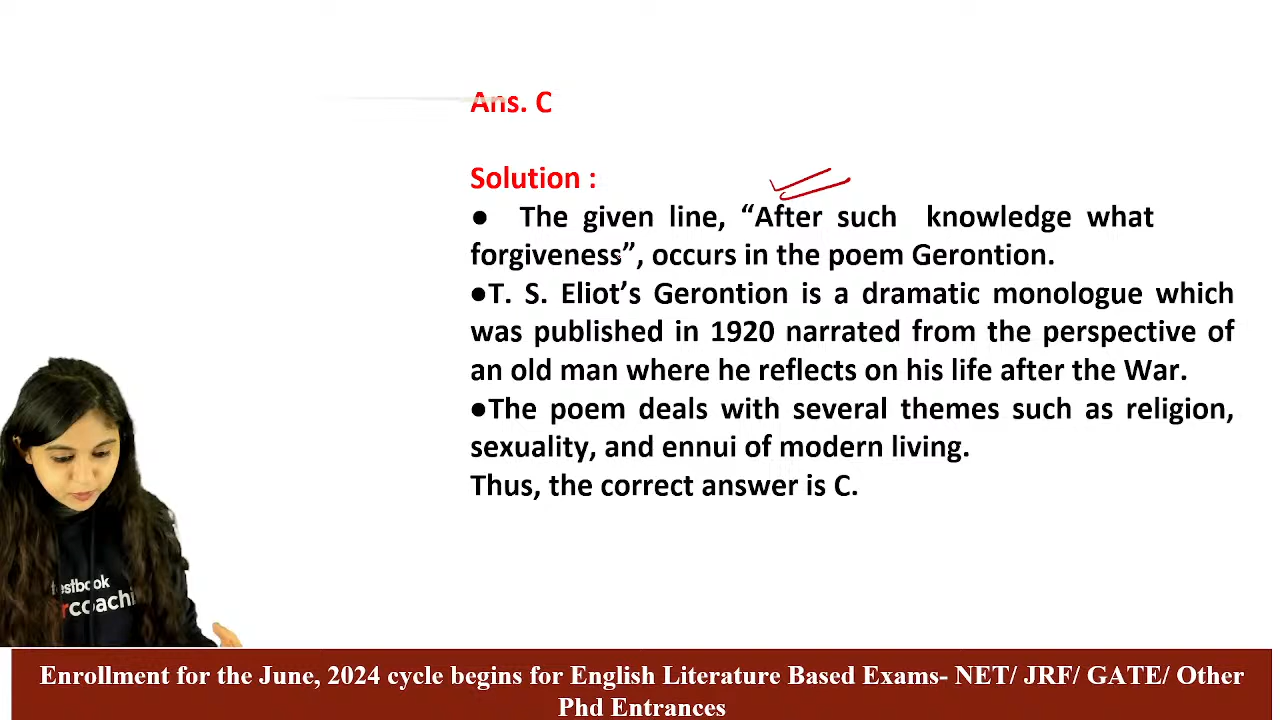 Ans. C
Solution :
● The given line, “After such knowledge what
forgiveness”, occurs in the poem Gerontion.
●T. S. Eliot’s Gerontion is a dramatic monologue which
was published in 1920 narrated from the perspective of
an old man where he reflects on his life after the War.
●The poem deals with several themes such as religion,
sexuality, and ennui of modern living.
Thus, the correct answer is C.
testbook
coachi
Enrollment for the June, 2024 cycle begins for English Literature Based Exams- NET/ JRF/ GATE/ Other
Phd Entrances